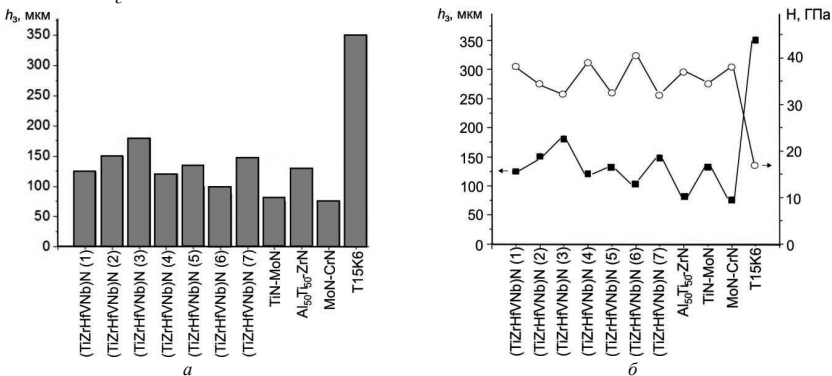 h₃, мкм
350
300
250
200
150
100
50
0
(TiZrHfVNb)N (1)
(TiZrHfVNb)N (2)
(TiZrHfVNb)N (3)
(TiZrHfVNb)N (4)
(TiZrHfVNb)N (5)
(TiZrHfVNb)N (6)
(TiZrHfVNb)N (7)
TiN-MoN
Al₅₀Ti₅₀-ZrN
MoN-CrN
T15K6
а
h₃, мкм
H, ГПа
350
300
250
200
150
100
50
0
40
30
20
10
0
(TiZrHfVNb)N (1)
(TiZrHfVNb)N (2)
(TiZrHfVNb)N (3)
(TiZrHfVNb)N (4)
(TiZrHfVNb)N (5)
(TiZrHfVNb)N (6)
(TiZrHfVNb)N (7)
Al₅₀Ti₅₀-ZrN
TiN-MoN
MoN-CrN
T15K6
б